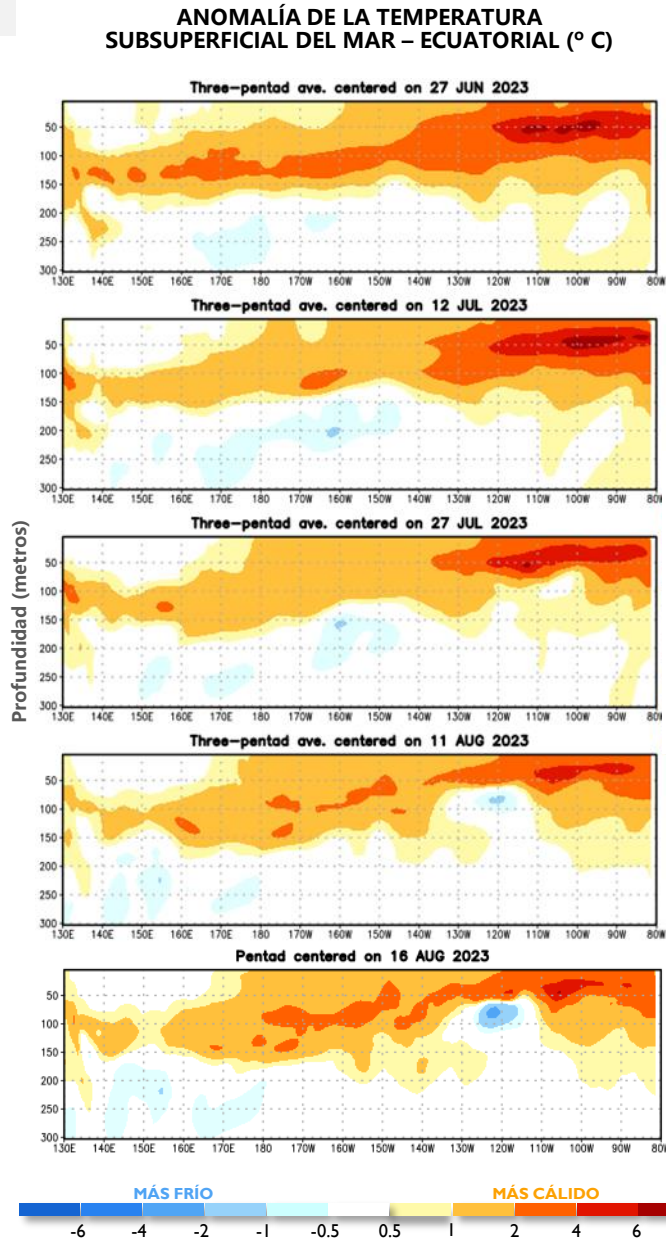 ANOMALÍA DE LA TEMPERATURA
SUBSUPERFICIAL DEL MAR – ECUATORIAL (º C)
Profundidad (metros)
Three-pentad ave. centered on 27 JUN 2023
50
100
150
200
250
300
130E 140E 150E 160E 170E 180 170W 160W 150W 140W 130W 120W 110W 100W 90W 80W
Three-pentad ave. centered on 12 JUL 2023
50
100
150
200
250
300
130E 140E 150E 160E 170E 180 170W 160W 150W 140W 130W 120W 110W 100W 90W 80W
Three-pentad ave. centered on 27 JUL 2023
50
100
150
200
250
300
130E 140E 150E 160E 170E 180 170W 160W 150W 140W 130W 120W 110W 100W 90W 80W
Three-pentad ave. centered on 11 AUG 2023
50
100
150
200
250
300
130E 140E 150E 160E 170E 180 170W 160W 150W 140W 130W 120W 110W 100W 90W 80W
Pentad centered on 16 AUG 2023
50
100
150
200
250
300
130E 140E 150E 160E 170E 180 170W 160W 150W 140W 130W 120W 110W 100W 90W 80W
MÁS FRÍO MÁS CÁLIDO
-6 -4 -2 -1 -0.5 0.5 1 2 4 6